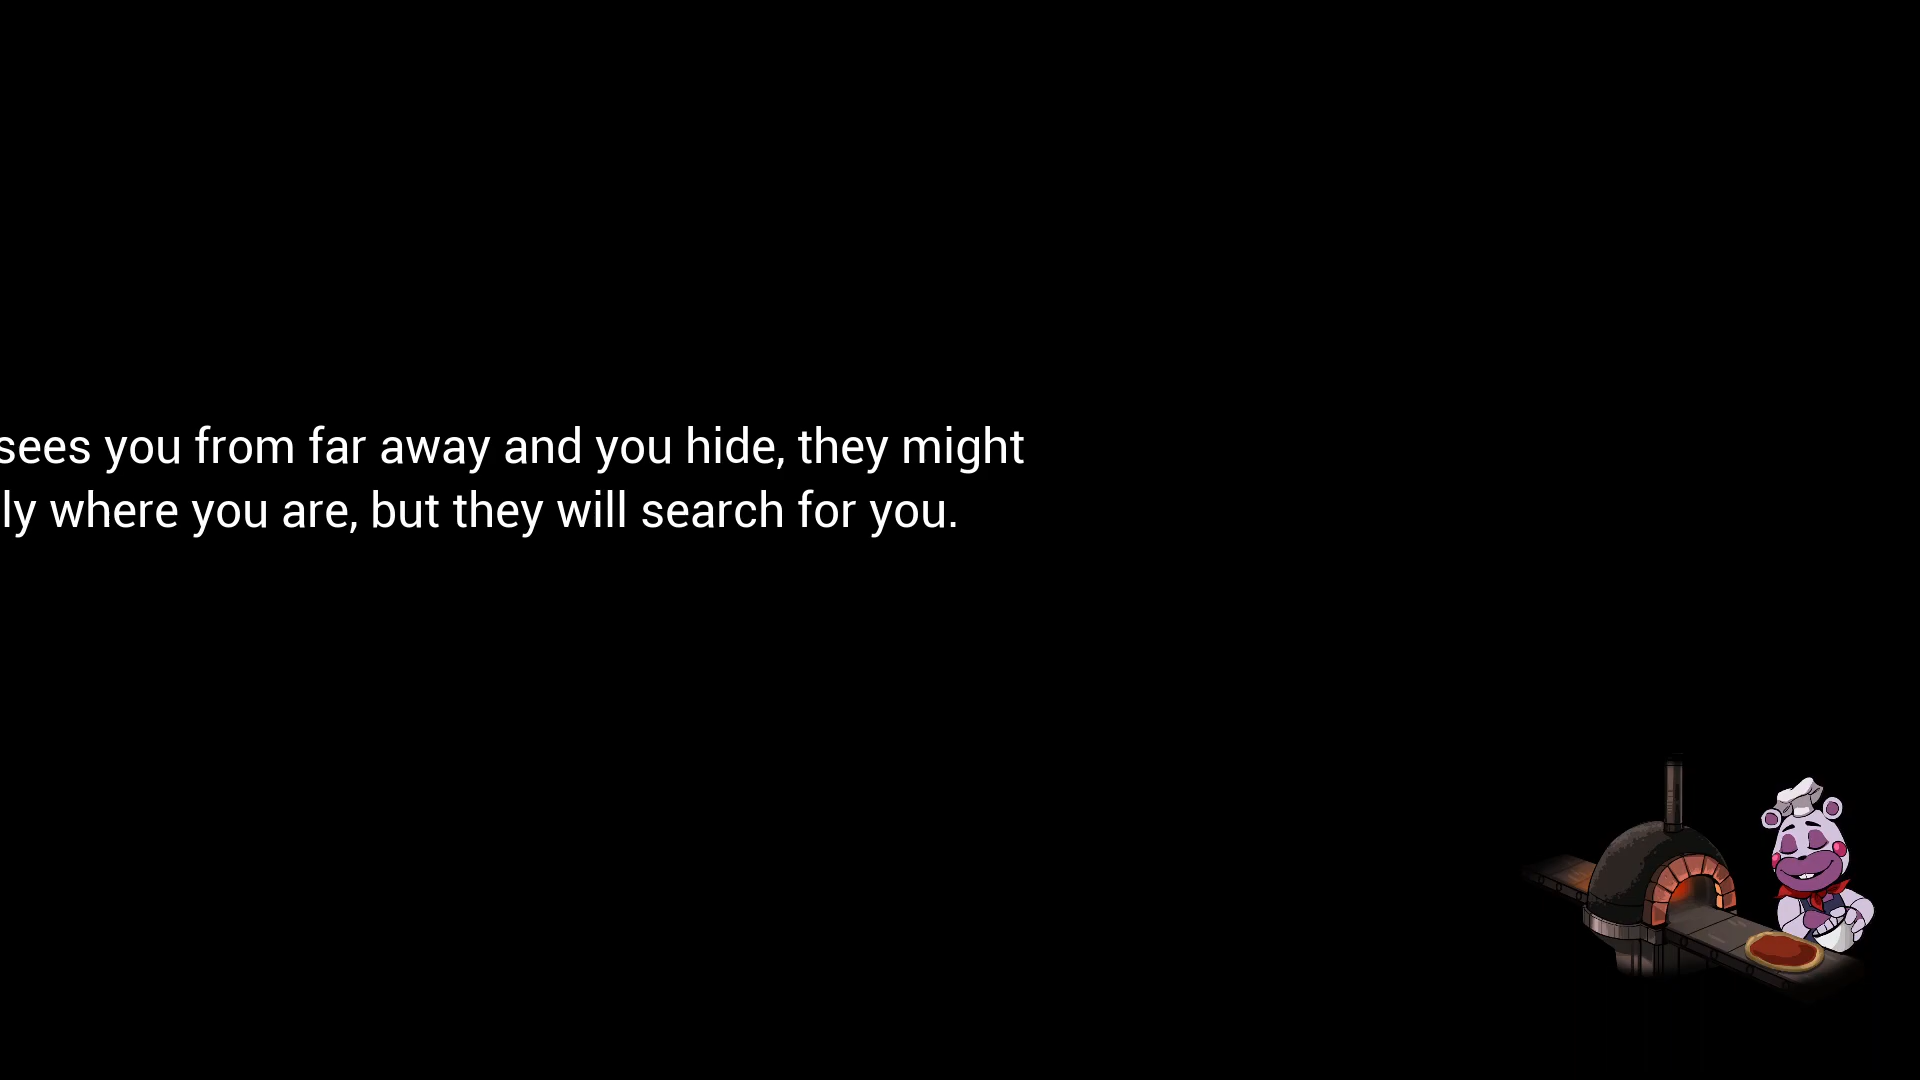 sees you from far away and you hide, they might
ly where you are, but they will search for you.